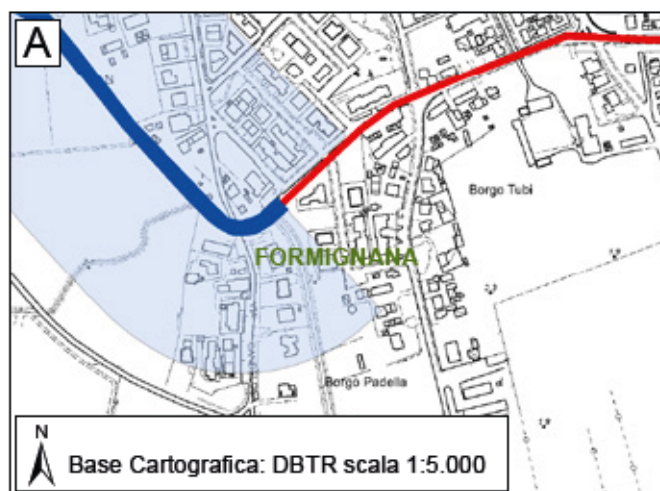 A
N
Borgo Tubi
FORMIGNANA
Borgo Padella
N
Base Cartografica: DBTR scala 1:5.000